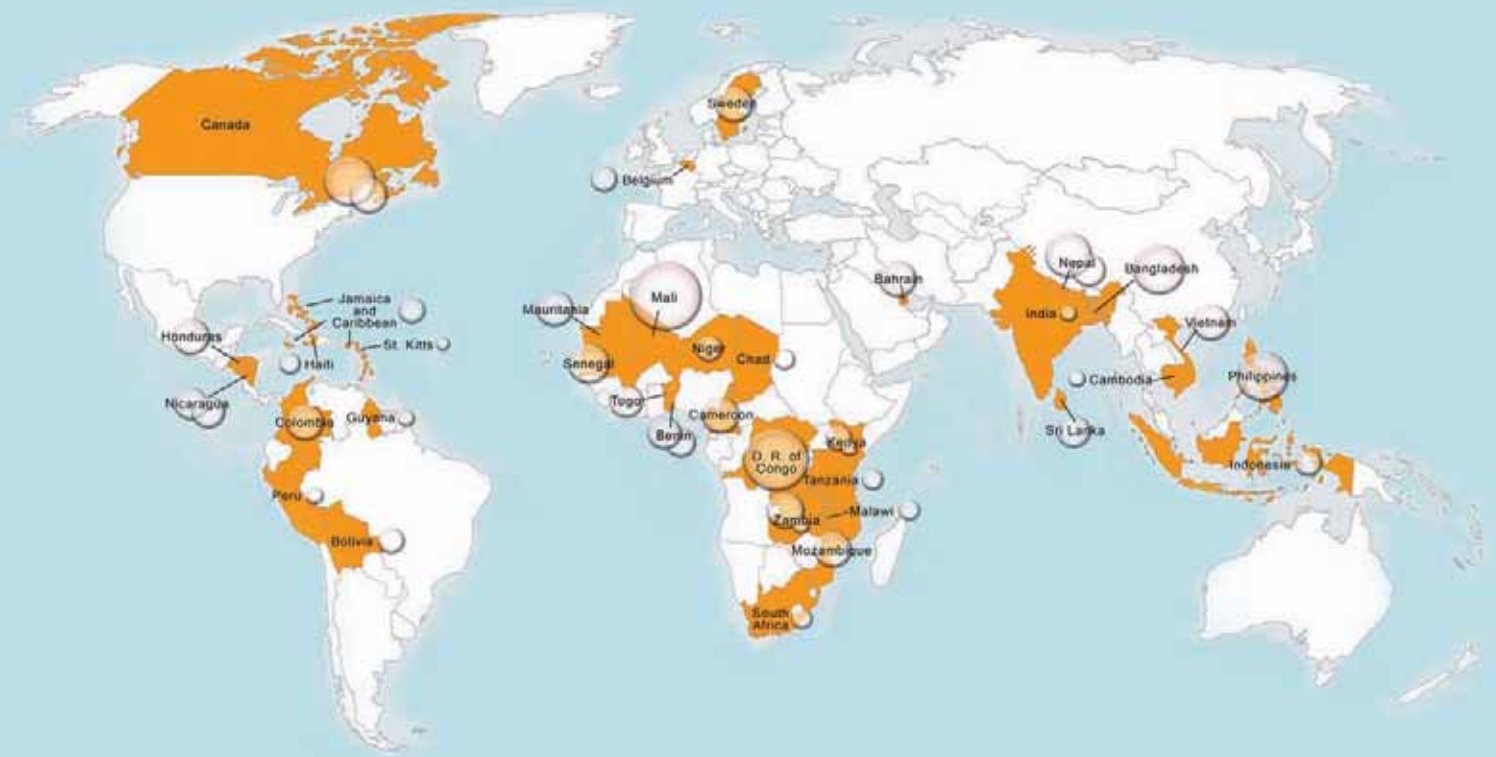 Canada
Sweden
Belgium
Jamaica
and
Caribbean
St. Kitts
Haiti
Honduras
Nicaragua
Colombia
Guyana
Peru
Bolivia
Mauritania
Mali
Senegal
Niger
Chad
Togo
Benin
Cameroon
D. R. of
Congo
Kenya
Tanzania
Zambia
Malawi
Mozambique
South
Africa
Bahrain
Nepal
Bangladesh
India
Vietnam
Cambodia
Philippines
Sri Lanka
Indonesia